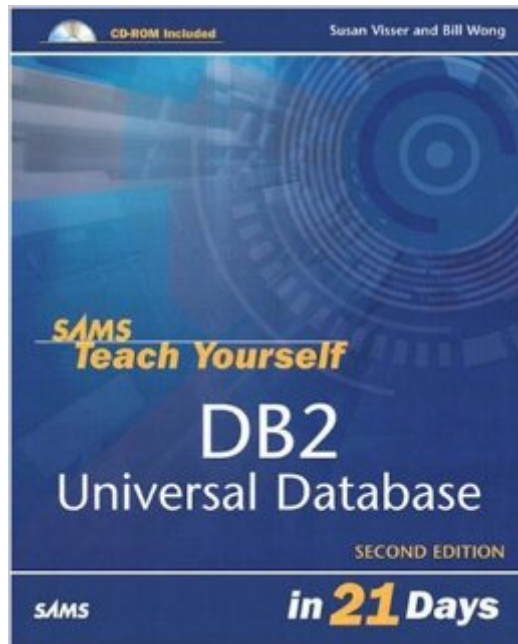 CD-ROM Included
Susan Visser and Bill Wong
SAMS
Teach Yourself
DB2
Universal Database
SECOND EDITION
SAMS
in 21 Days